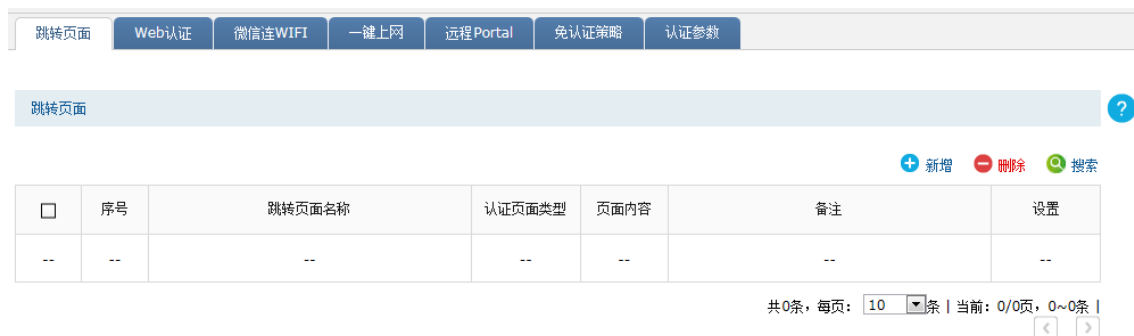 跳转页面 Web认证 微信连WIFI 一键上网 远程Portal 免认证策略 认证参数
跳转页面
?
新增 删除 搜索
序号 跳转页面名称 认证页面类型 页面内容 备注 设置
-- -- -- -- -- -- --
共0条，每页： 10 条 | 当前：0/0页，0~0条 |
< >